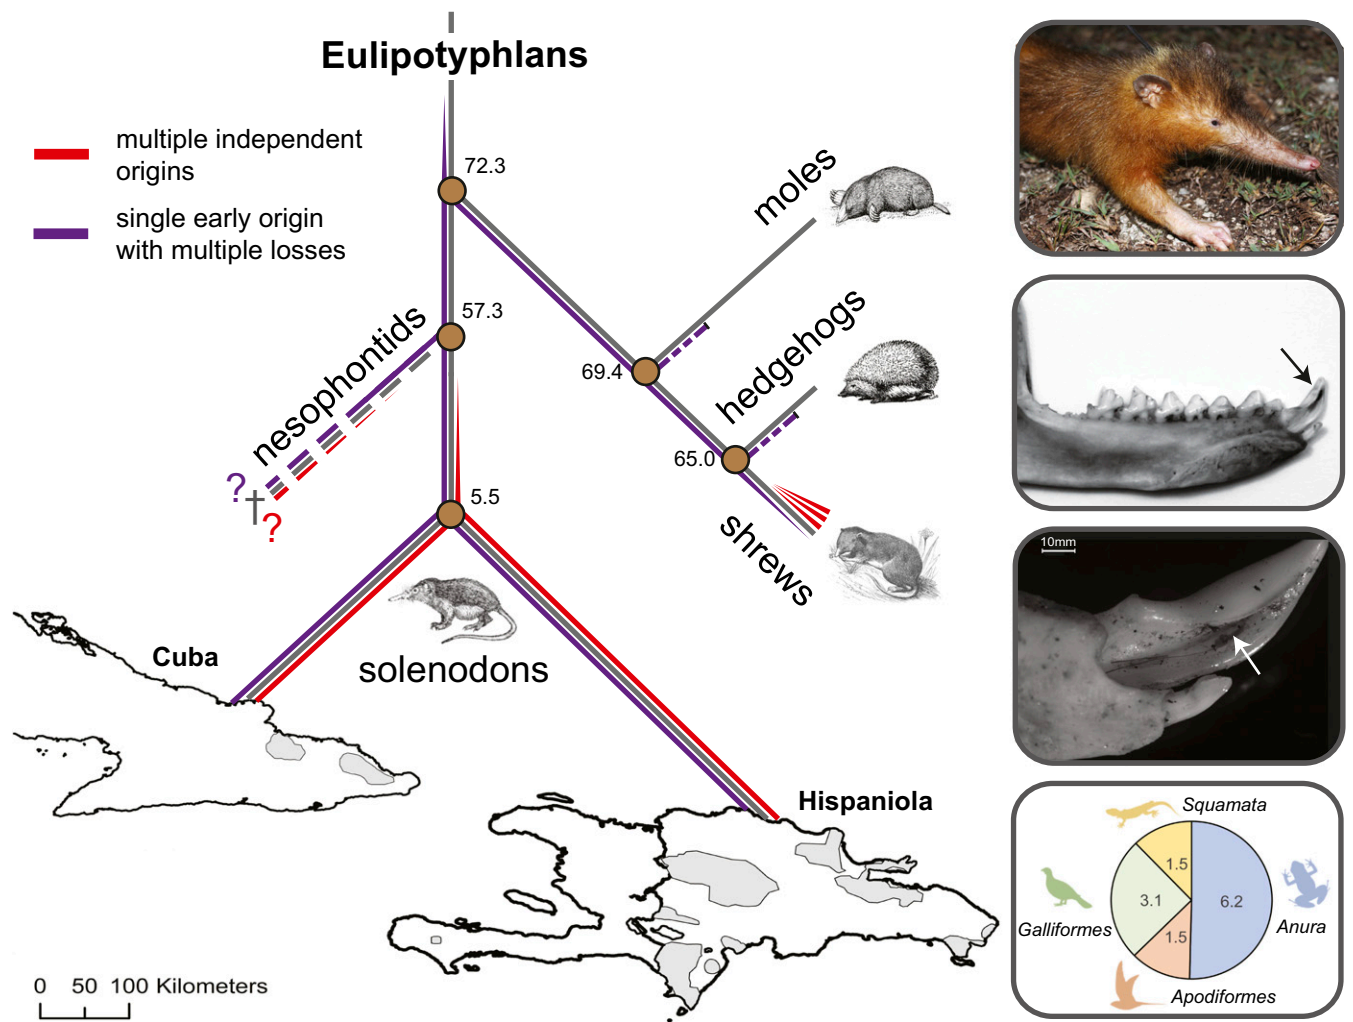 Eulipotyphlans
multiple independent
origins
single early origin
with multiple losses
72.3
57.3
69.4
65.0
5.5
moles
hedgehogs
shrews
nesophontids
?
†
?
solenodons
Cuba
Hispaniola
0 50 100 Kilometers
10mm
Squamata
1.5
3.1
6.2
1.5
Galliformes
Anura
Apodiformes